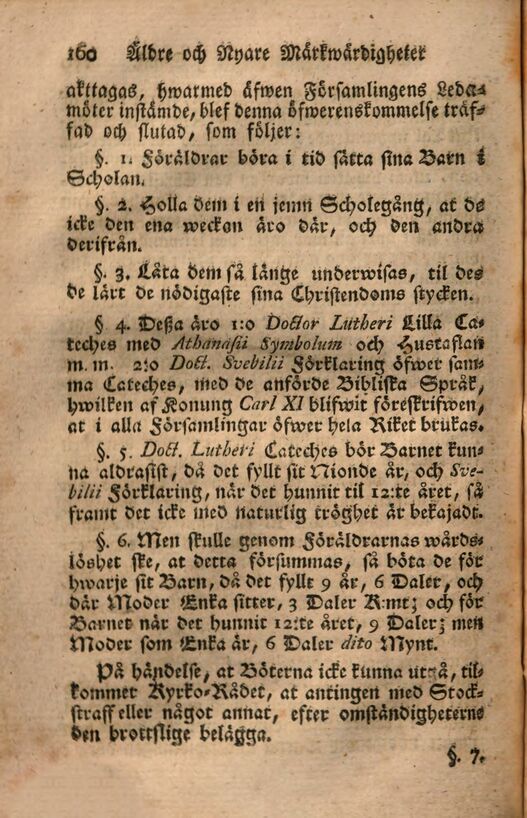 160 Äldre och Nyare Märkwärdigheter
akttagas, hwarmed äfwen Församlingens Leda-
möter instämde, blef denna öfwerenskommelse träf-
fad och slutad, som följer:
§. 1. Föräldrar böra i tid sätta sina Barn i
Scholan.
§. 2. Holla dem i en jemn Scholegång, at de
icke den ena weckan äro där, och den andra
derifrån.
§. 3. Låta dem så länge underwisas, til des
de lärt de nödigaste sina Christendoms stycken.
§ 4. Deßa äro 1:o Doctor Lutheri Lilla Ca-
teches med Athanasii Symbolum och Hustaflan
m. m. 2:o Doct. Svebilii Förklaring öfwer sam-
ma Cateches, med de anförde Bibliska Språk,
hwilken af Konung Carl XI blifwit föreskrifwen,
at i alla Församlingar öfwer hela Riket brukas.
§. 5. Doct. Lutheri Cateches bör Barnet kun-
na aldrasist, då det fyllt sit Nionde år, och Sve-
bilii Förklaring, när det hunnit til 12:te året, så
framt det icke med naturlig tröghet är bekajadt.
§. 6. Men skulle genom Föräldrarnas wårds-
löshet ske, at detta försummas, så böta de för
hwarje sit Barn, då det fyllt 9 år, 6 Daler, och
där Moder Enka sitter, 3 Daler K:mt; och för
Barnet när det hunnit 12:te året, 9 Daler; men
Moder som Enka är, 6 Daler dito Mynt.
På händelse, at Böterna icke kunna utgå, til-
kommer Kyrko-Rådet, at antingen med Stock-
straff eller något annat, efter omständigheterne
den brottslige belägga.
§. 7.